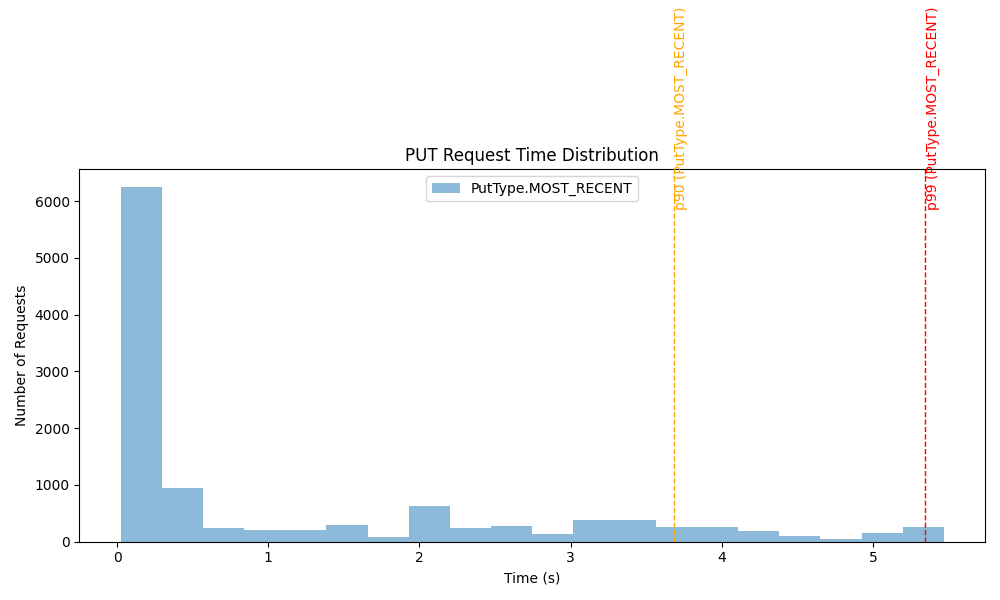 p90 (PutType.MOST_RECENT)
p99 (PutType.MOST_RECENT)
PUT Request Time Distribution
PutType.MOST_RECENT
Number of Requests
6000
5000
4000
3000
2000
1000
0
0 1 2 3 4 5
Time (s)